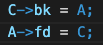 C->bk = A;
A->fd = C;